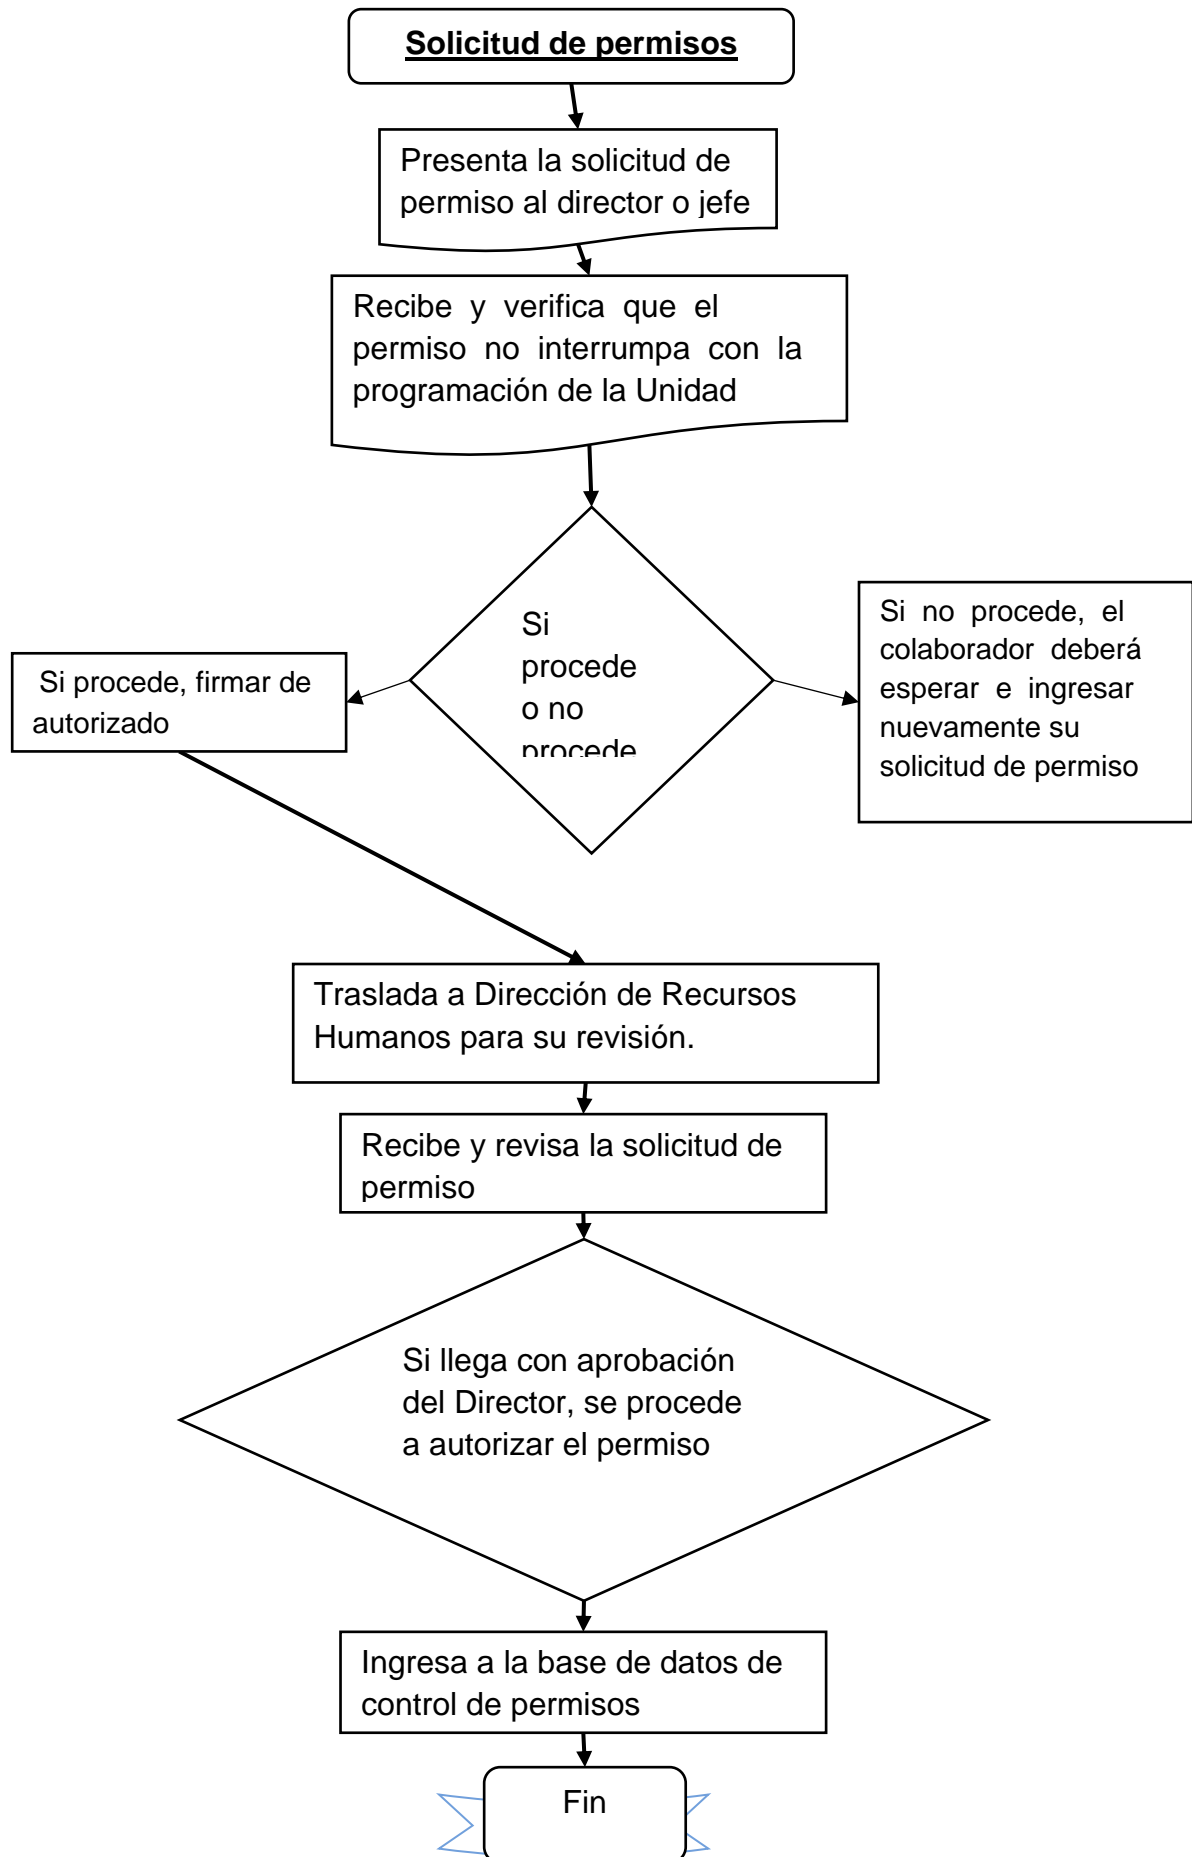 Solicitud de permisos
Presenta la solicitud de
permiso al director o jefe
Recibe y verifica que el
permiso no interrumpa con la
programación de la Unidad
Si
procede
o no
procede
Si procede, firmar de
autorizado
Si no procede, el
colaborador deberá
esperar e ingresar
nuevamente su
solicitud de permiso
Traslada a Dirección de Recursos
Humanos para su revisión.
Recibe y revisa la solicitud de
permiso
Si llega con aprobación
del Director, se procede
a autorizar el permiso
Ingresa a la base de datos de
control de permisos
Fin